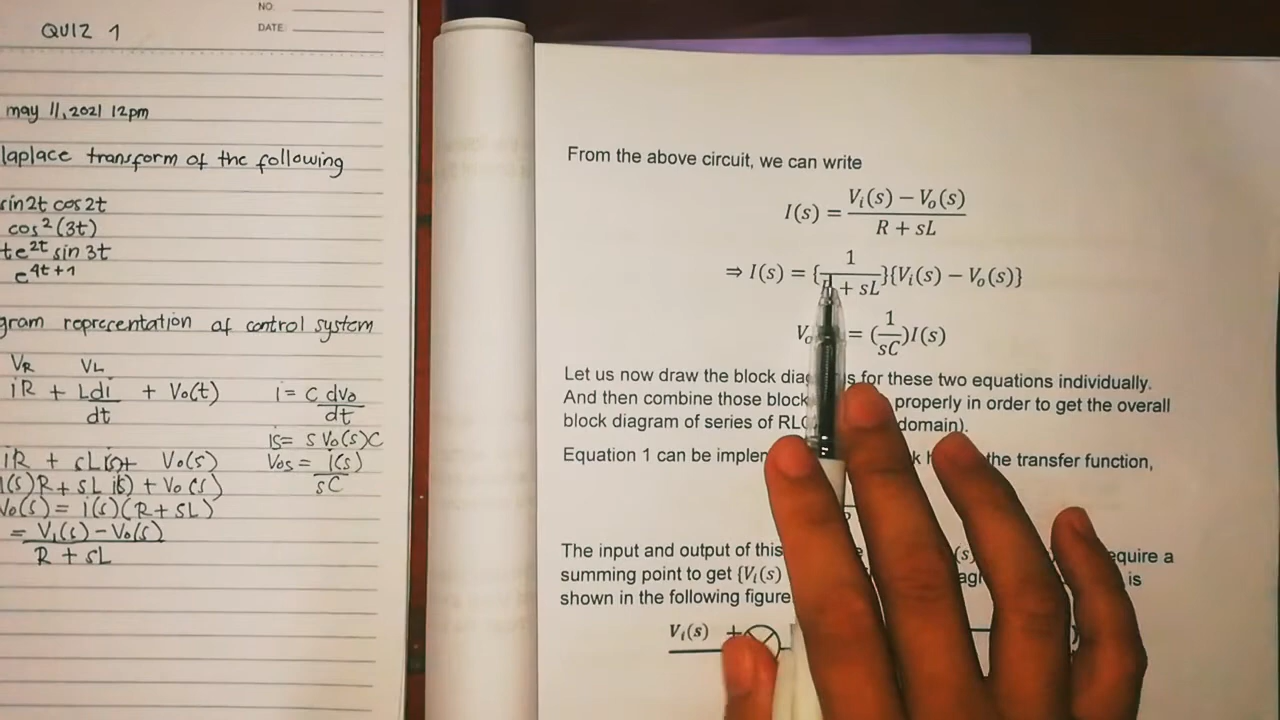 NO.
DATE
QUIZ 1
may 11, 2021 12pm
laplace transform of the following
sin2t cos2t
cos²(3t)
te^2t sin 3t
e^4t+1
representation of control system
VR VL
iR + Ldi/dt + Vo(t)
i = C dvo/dt
is = s Vo(s)C
iR + sLi(s)+ Vo(s)
Vos = i(s)/sC
i(s)R + sL i(s) + Vo(s)
Vo(s) = i(s)(R+sL)
= Vi(s)-Vo(s)/R + sL
From the above circuit, we can write
I(s) = Vi(s) − Vo(s)/R + sL
⇒ I(s) = {1/ + sL}{Vi(s) − Vo(s)}
Vo = (1/sC)I(s)
Let us now draw the block for these two equations individually.
And then combine those block properly in order to get the overall
block diagram of series of domain).
Equation 1 can be the transfer function,
The input and output of this require a
summing point to get {Vi(s) is
shown in the following figure
Vi(s) +